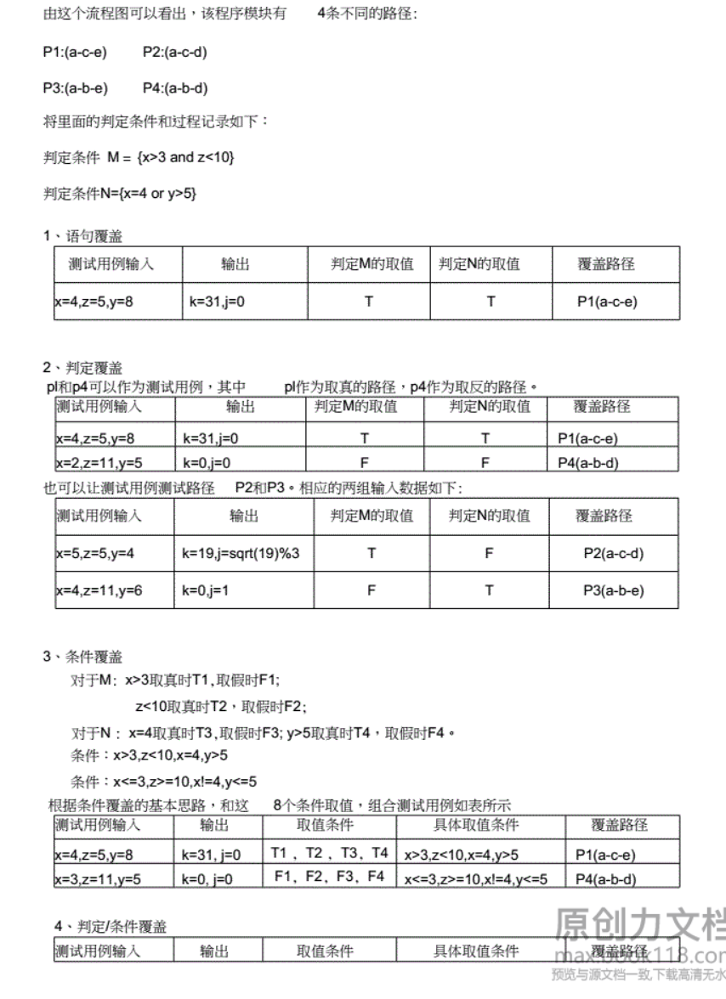 由这个流程图可以看出，该程序模块有 4条不同的路径:
P1:(a-c-e) P2:(a-c-d)
P3:(a-b-e) P4:(a-b-d)
将里面的判定条件和过程记录如下：
判定条件 M = {x>3 and z<10}
判定条件N={x=4 or y>5}
1、语句覆盖
测试用例输入 输出 判定M的取值 判定N的取值 覆盖路径
x=4,z=5,y=8 k=31,j=0 T T P1(a-c-e)
2、判定覆盖
pl和p4可以作为测试用例，其中 pl作为取真的路径，p4作为取反的路径。
测试用例输入 输出 判定M的取值 判定N的取值 覆盖路径
x=4,z=5,y=8 k=31,j=0 T T P1(a-c-e)
x=2,z=11,y=5 k=0,j=0 F F P4(a-b-d)
也可以让测试用例测试路径 P2和P3。相应的两组输入数据如下:
测试用例输入 输出 判定M的取值 判定N的取值 覆盖路径
x=5,z=5,y=4 k=19,j=sqrt(19)%3 T F P2(a-c-d)
x=4,z=11,y=6 k=0,j=1 F T P3(a-b-e)
3、条件覆盖
对于M: x>3取真时T1,取假时F1;
z<10取真时T2，取假时F2;
对于N : x=4取真时T3,取假时F3; y>5取真时T4，取假时F4。
条件：x>3,z<10,x=4,y>5
条件：x<=3,z>=10,x!=4,y<=5
根据条件覆盖的基本思路，和这 8个条件取值，组合测试用例如表所示
测试用例输入 输出 取值条件 具体取值条件 覆盖路径
x=4,z=5,y=8 k=31, j=0 T1 , T2 , T3, T4 x>3,z<10,x=4,y>5 P1(a-c-e)
x=3,z=11,y=5 k=0, j=0 F1, F2, F3, F4 x<=3,z>=10,x!=4,y<=5 P4(a-b-d)
4、判定/条件覆盖
测试用例输入 输出 取值条件 具体取值条件 覆盖路径
原创力文档
max.book118.com
预览与源文档一致,下载高清无水